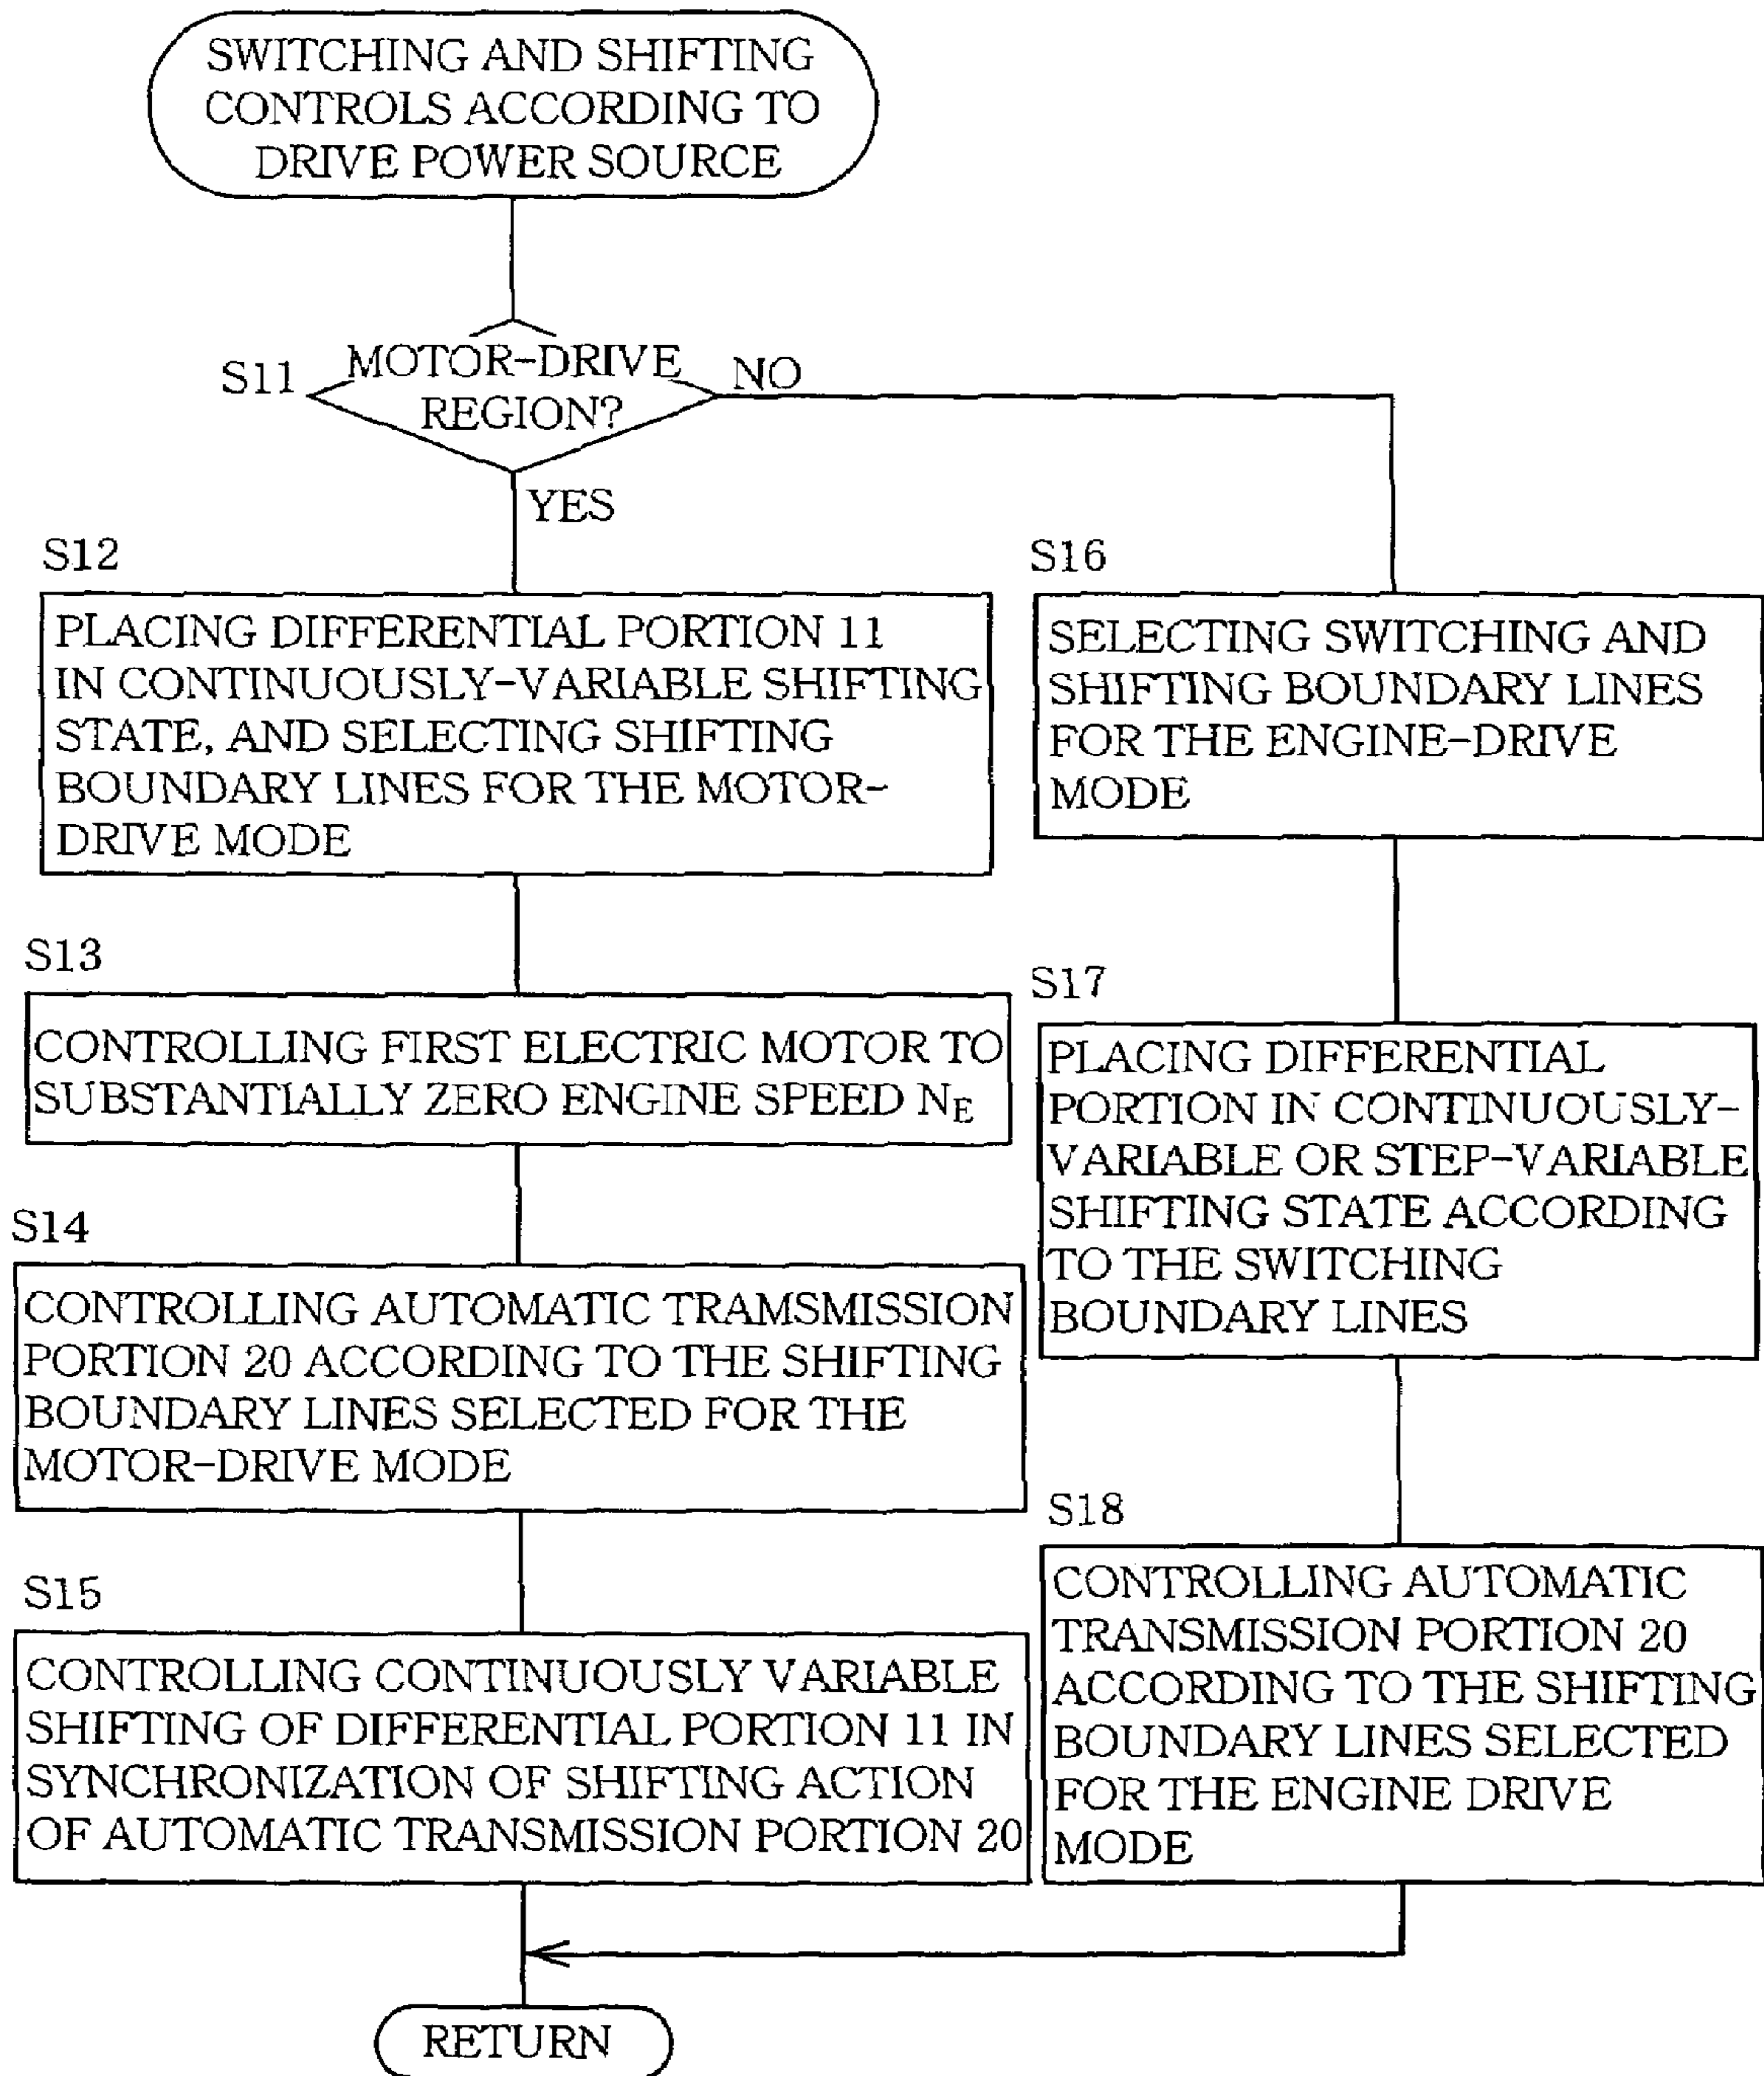 SWITCHING AND SHIFTING
CONTROLS ACCORDING TO
DRIVE POWER SOURCE
S11
MOTOR-DRIVE
REGION?
NO
YES
S12
PLACING DIFFERENTIAL PORTION 11
IN CONTINUOUSLY-VARIABLE SHIFTING
STATE, AND SELECTING SHIFTING
BOUNDARY LINES FOR THE MOTOR-
DRIVE MODE
S13
CONTROLLING FIRST ELECTRIC MOTOR TO
SUBSTANTIALLY ZERO ENGINE SPEED NE
S14
CONTROLLING AUTOMATIC TRAMSMISSION
PORTION 20 ACCORDING TO THE SHIFTING
BOUNDARY LINES SELECTED FOR THE
MOTOR-DRIVE MODE
S15
CONTROLLING CONTINUOUSLY VARIABLE
SHIFTING OF DIFFERENTIAL PORTION 11 IN
SYNCHRONIZATION OF SHIFTING ACTION
OF AUTOMATIC TRANSMISSION PORTION 20
S16
SELECTING SWITCHING AND
SHIFTING BOUNDARY LINES
FOR THE ENGINE-DRIVE
MODE
S17
PLACING DIFFERENTIAL
PORTION IN CONTINUOUSLY-
VARIABLE OR STEP-VARIABLE
SHIFTING STATE ACCORDING
TO THE SWITCHING
BOUNDARY LINES
S18
CONTROLLING AUTOMATIC
TRANSMISSION PORTION 20
ACCORDING TO THE SHIFTING
BOUNDARY LINES SELECTED
FOR THE ENGINE DRIVE
MODE
RETURN